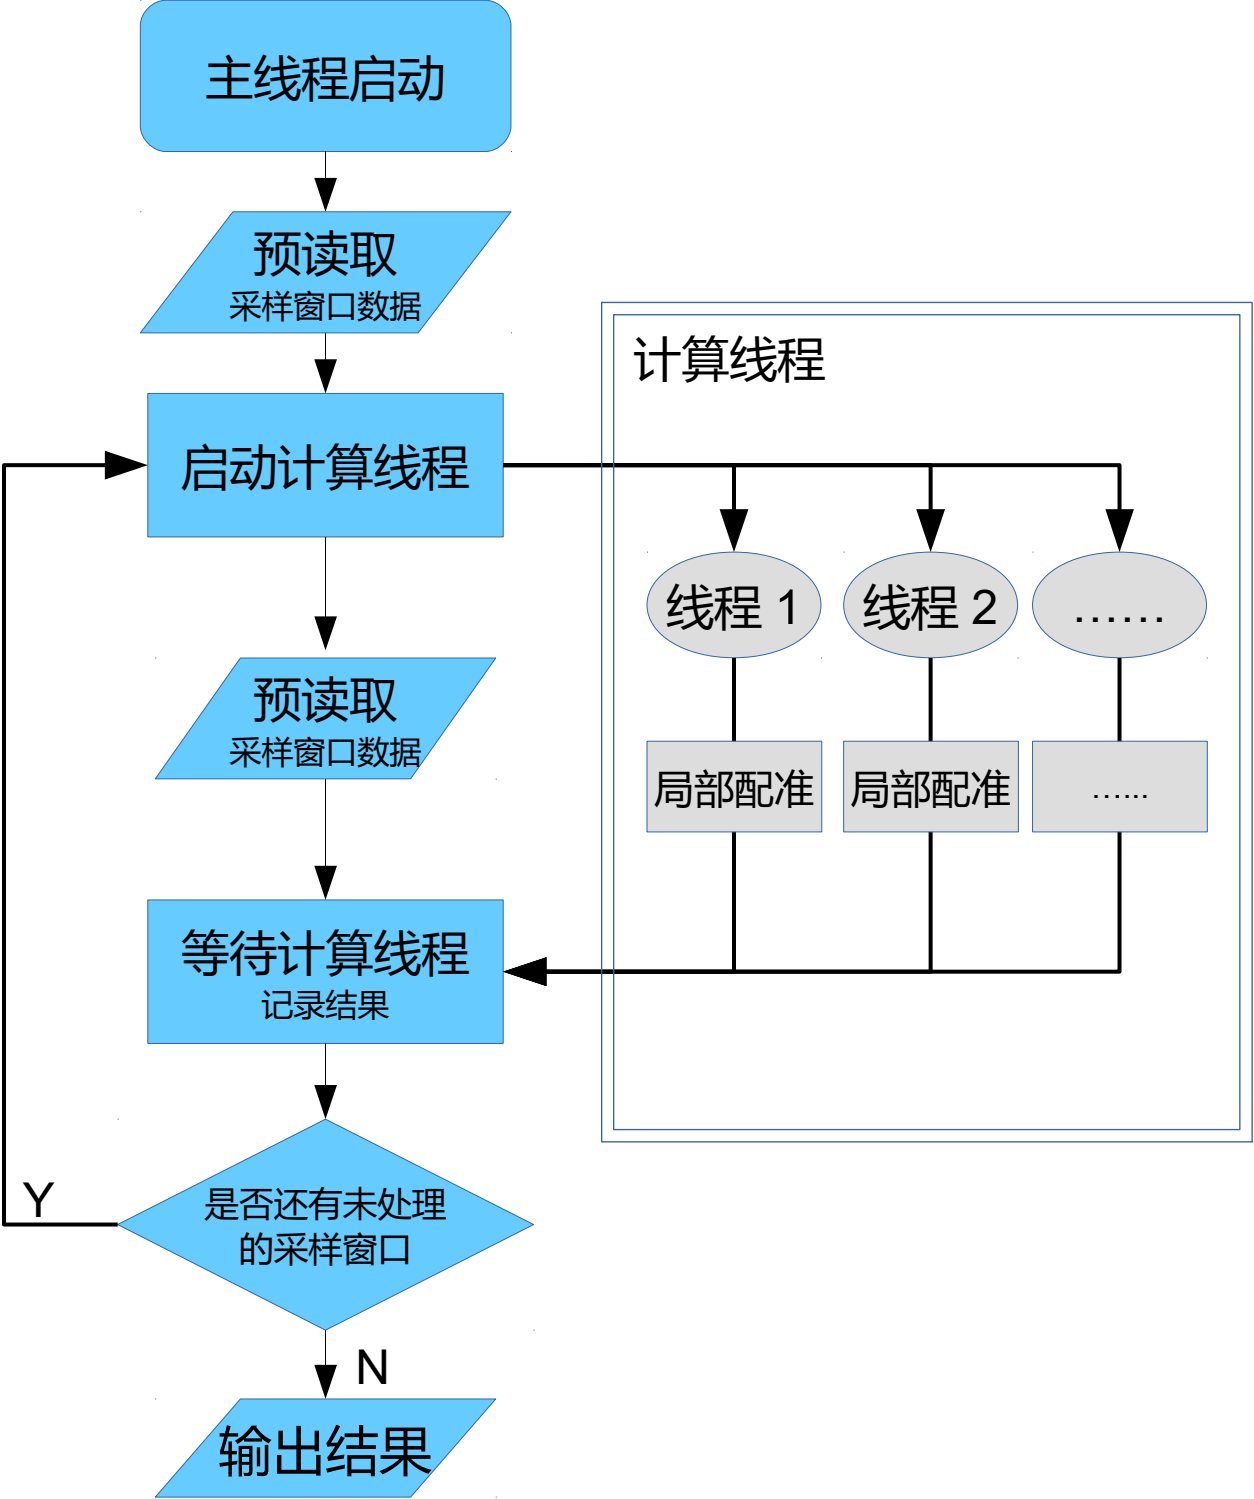 主线程启动
预读取
采样窗口数据
计算线程
启动计算线程
线程 1
线程 2
……
预读取
采样窗口数据
局部配准
局部配准
…...
等待计算线程
记录结果
Y
是否还有未处理
的采样窗口
N
输出结果